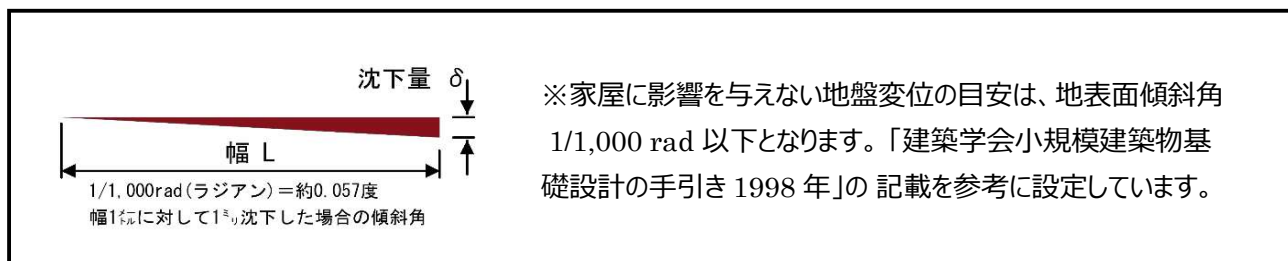 沈下量 δ
幅 L
1/1,000rad(ラジアン)=約0.057度
幅1㍍に対して1㍉沈下した場合の傾斜角
※家屋に影響を与えない地盤変位の目安は、地表面傾斜角
1/1,000 rad 以下となります。「建築学会小規模建築物基
礎設計の手引き 1998 年」の 記載を参考に設定しています。